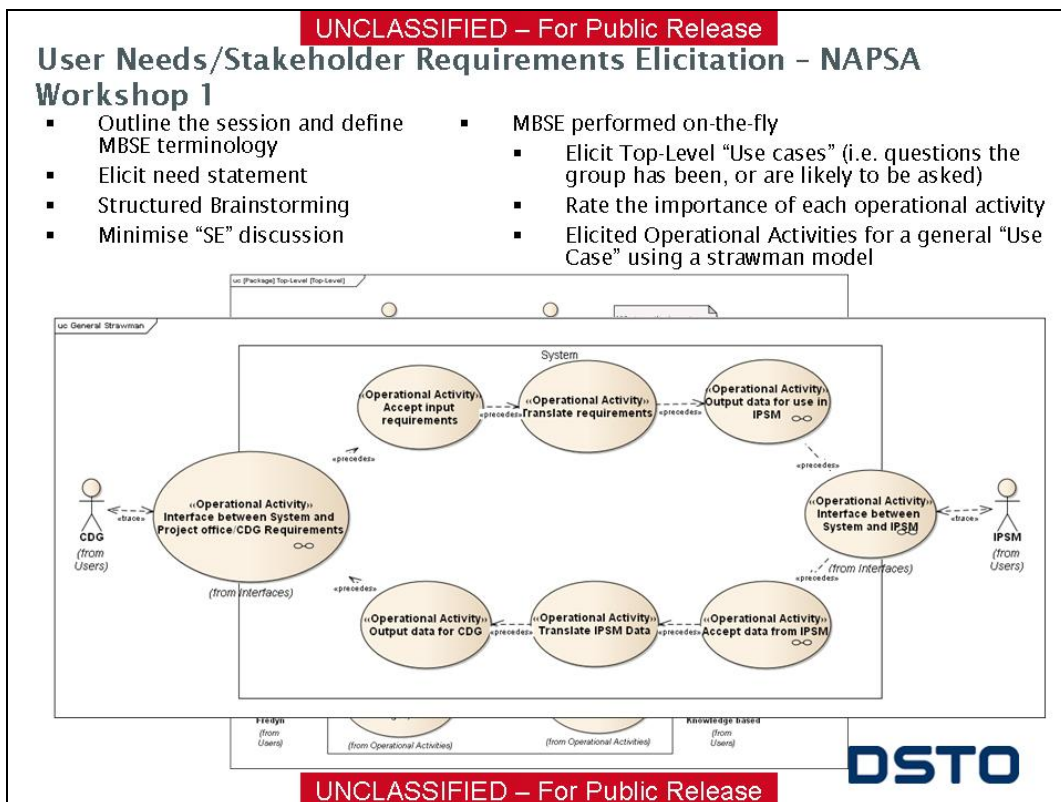 UNCLASSIFIED – For Public Release
User Needs/Stakeholder Requirements Elicitation – NAPSA
Workshop 1
▪ Outline the session and define
MBSE terminology
▪ Elicit need statement
▪ Structured Brainstorming
▪ Minimise “SE” discussion
▪ MBSE performed on-the-fly
▪ Elicit Top-Level “Use cases” (i.e. questions the
group has been, or are likely to be asked)
▪ Rate the importance of each operational activity
▪ Elicited Operational Activities for a general “Use
Case” using a strawman model
uc [Package] Top-Level [Top-Level]
uc General Strawman
System
«Operational Activity»
Accept input
requirements
«precedes»
«Operational Activity»
Translate requirements
«precedes»
«Operational Activity»
Output data for use in
IPSM
«precedes»
«precedes»
«Operational Activity»
Interface between System and
Project office/CDG Requirements
(from Interfaces)
«trace»
CDG
(from
Users)
«Operational Activity»
Interface between
System and IPSM
(from Interfaces)
«trace»
IPSM
(from
Users)
«precedes»
«precedes»
«Operational Activity»
Output data for CDG
«precedes»
«Operational Activity»
Translate IPSM Data
«precedes»
«Operational Activity»
Accept data from IPSM
Fredyn
(from
Users)
(from Operational Activities)
(from Operational Activities)
Knowledge based
(from
Users)
DSTO
UNCLASSIFIED – For Public Release